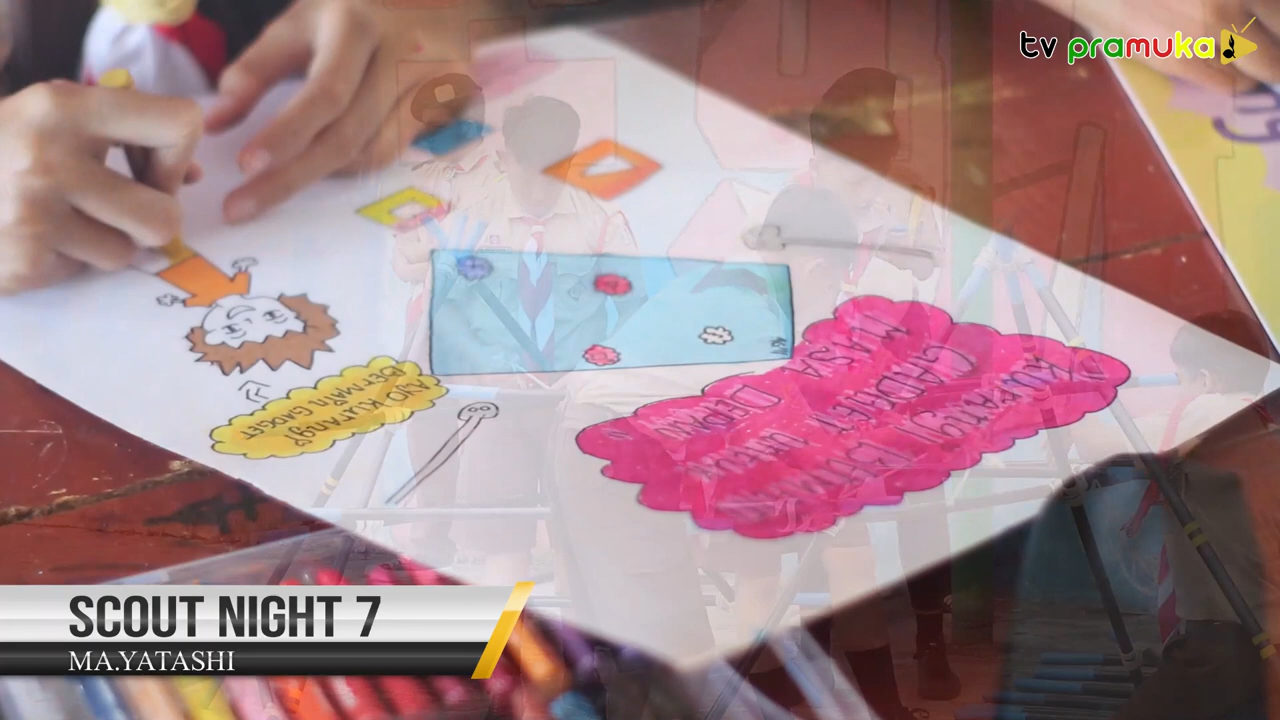 tv pramuka
AYO KURANGI
BERMAIN GADGET
KURANGI BERMAIN
GADGET UNTUK
MASA DEPAN
SCOUT NIGHT 7
MA.YATASHI